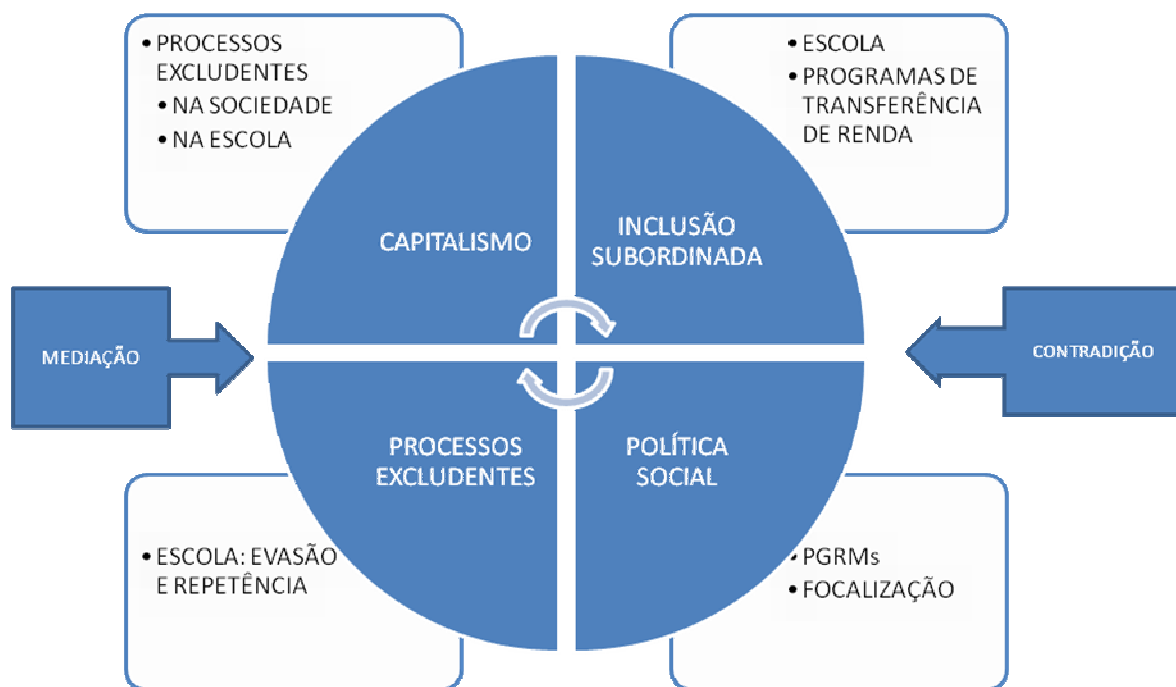 • PROCESSOS
EXCLUDENTES
• NA SOCIEDADE
• NA ESCOLA
• ESCOLA
• PROGRAMAS DE
TRANSFERÊNCIA
DE RENDA
CAPITALISMO
INCLUSÃO
SUBORDINADA
MEDIAÇÃO
CONTRADIÇÃO
PROCESSOS
EXCLUDENTES
POLÍTICA
SOCIAL
• ESCOLA: EVASÃO
E REPETÊNCIA
• PGRMs
• FOCALIZAÇÃO